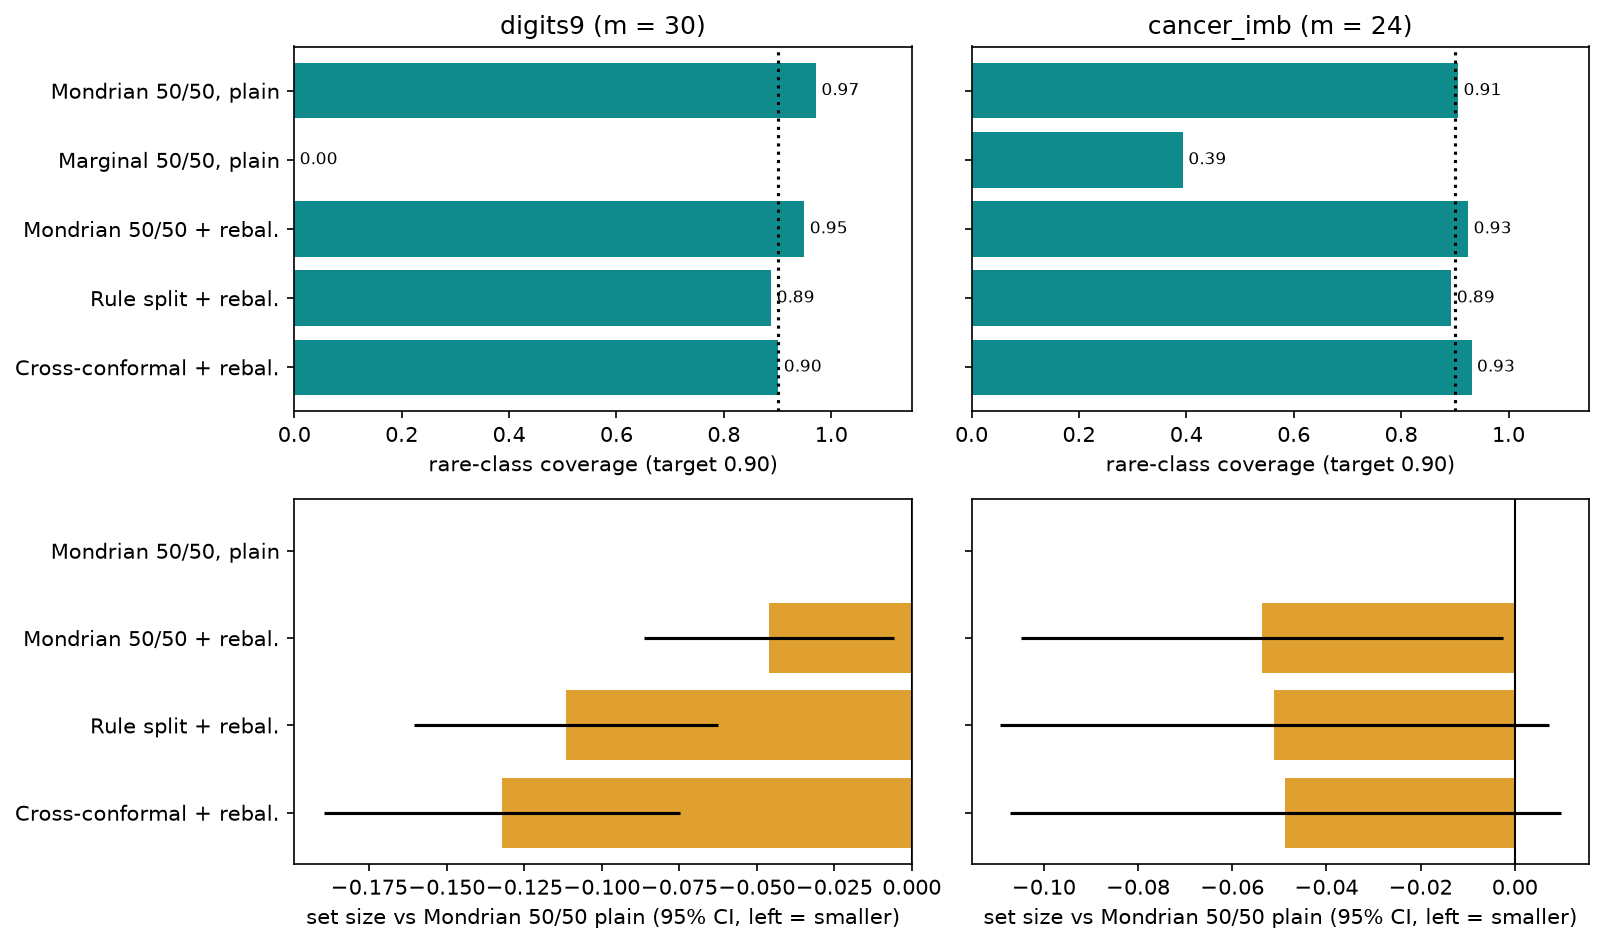 digits9 (m = 30)
cancer_imb (m = 24)
Mondrian 50/50, plain
0.97
0.91
Marginal 50/50, plain
0.00
0.39
Mondrian 50/50 + rebal.
0.95
0.93
Rule split + rebal.
0.89
0.89
Cross-conformal + rebal.
0.90
0.93
0.0 0.2 0.4 0.6 0.8 1.0
0.0 0.2 0.4 0.6 0.8 1.0
rare-class coverage (target 0.90)
rare-class coverage (target 0.90)
Mondrian 50/50, plain
Mondrian 50/50 + rebal.
Rule split + rebal.
Cross-conformal + rebal.
−0.175 −0.150 −0.125 −0.100 −0.075 −0.050 −0.025 0.000
−0.10 −0.08 −0.06 −0.04 −0.02 0.00
set size vs Mondrian 50/50 plain (95% CI, left = smaller)
set size vs Mondrian 50/50 plain (95% CI, left = smaller)